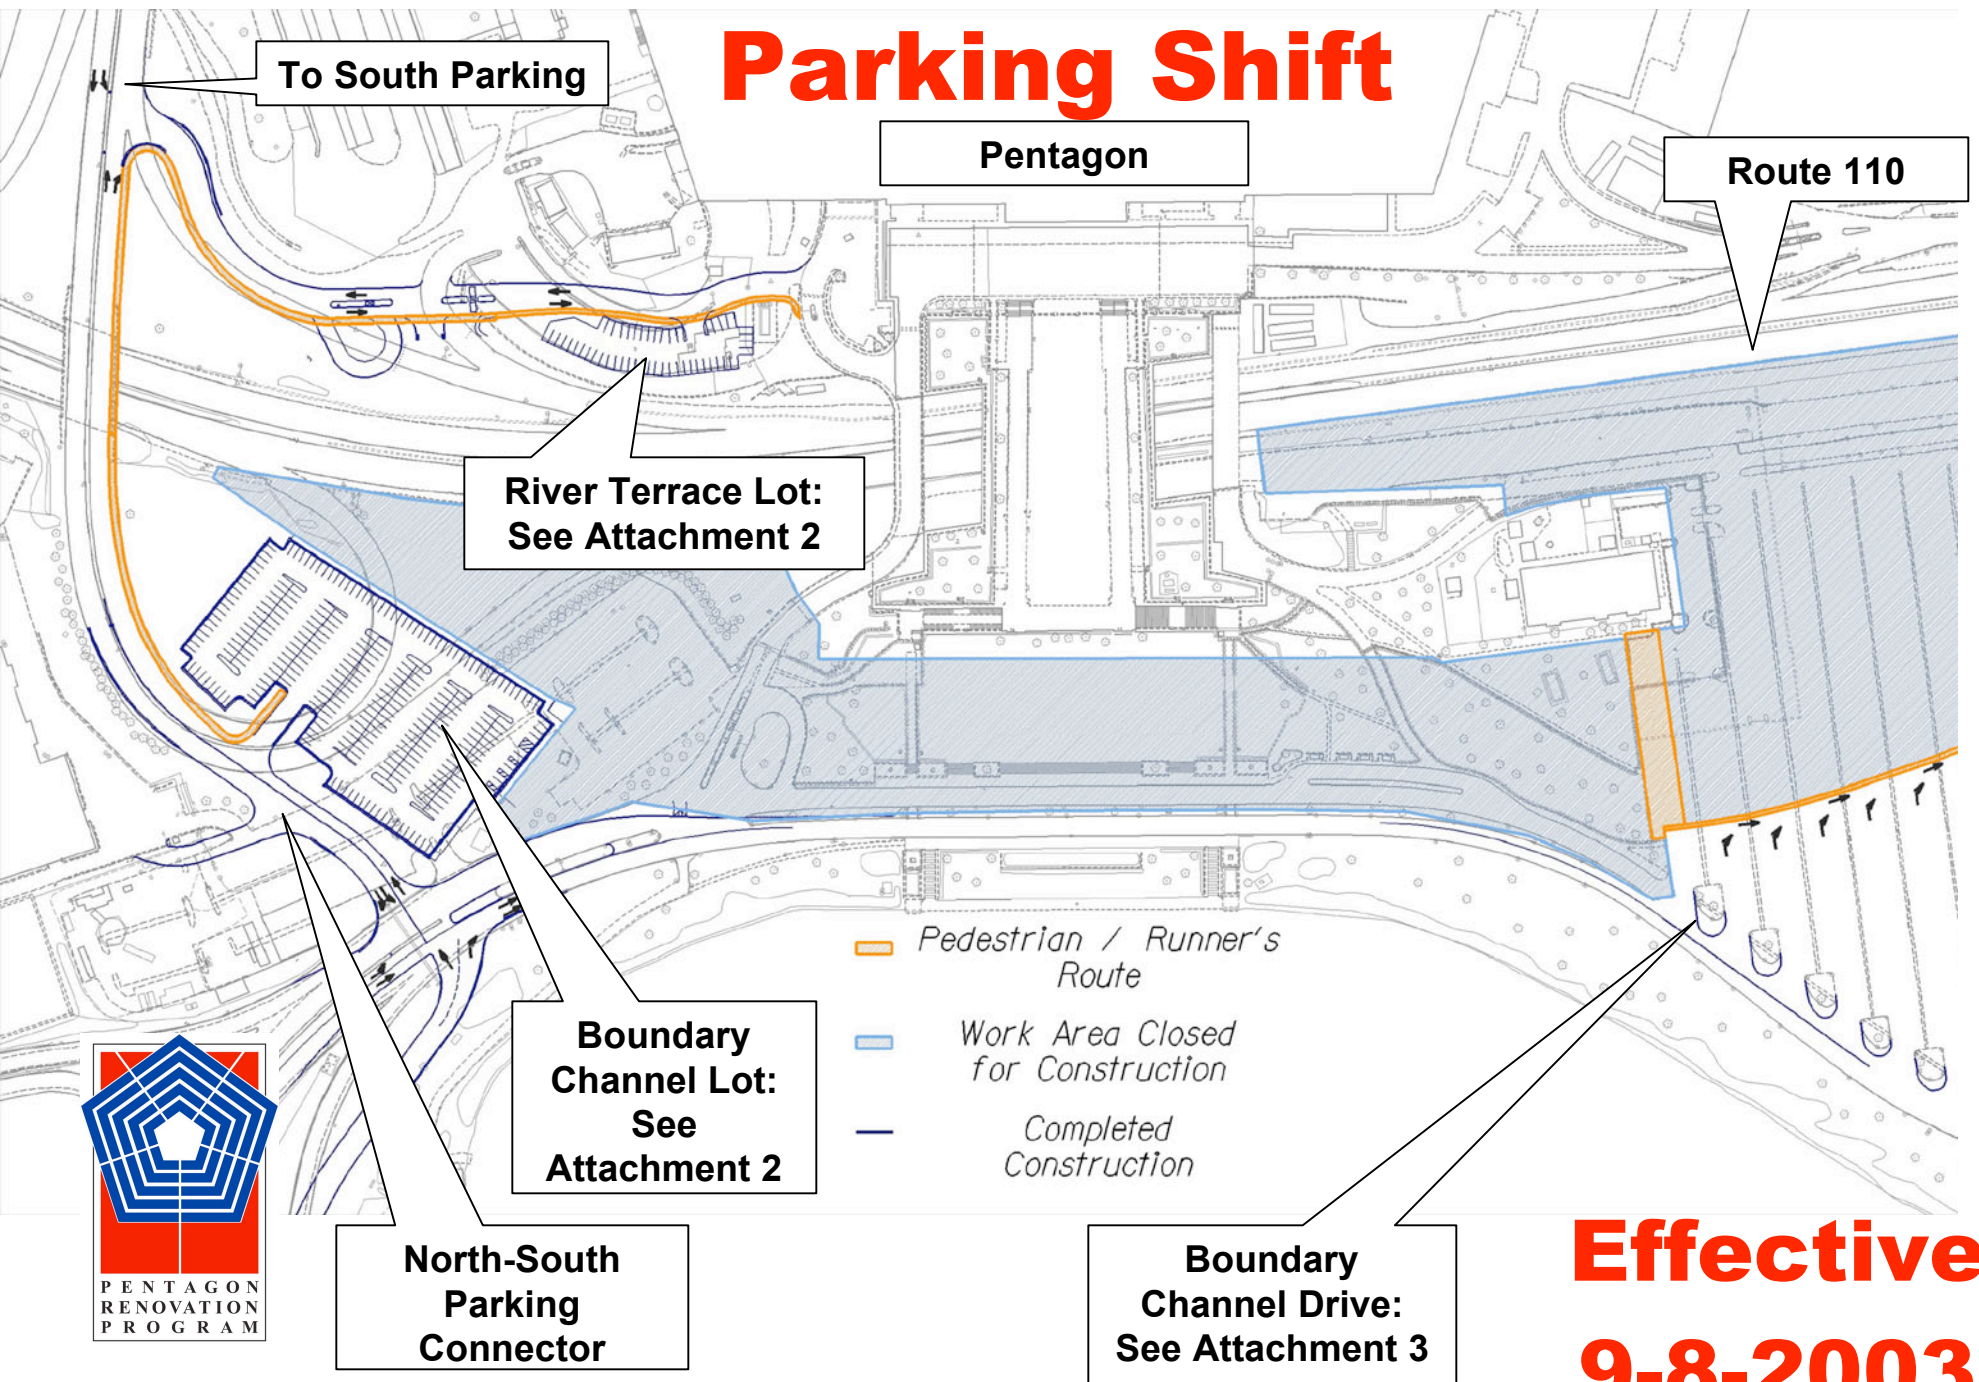 Parking Shift
To South Parking
Pentagon
Route 110
River Terrace Lot:
See Attachment 2
Pedestrian / Runner's
Route
Work Area Closed
for Construction
Completed
Construction
Boundary
Channel Lot:
See
Attachment 2
North-South
Parking
Connector
Boundary
Channel Drive:
See Attachment 3
PENTAGON
RENOVATION
PROGRAM
Effective
9-8-2003